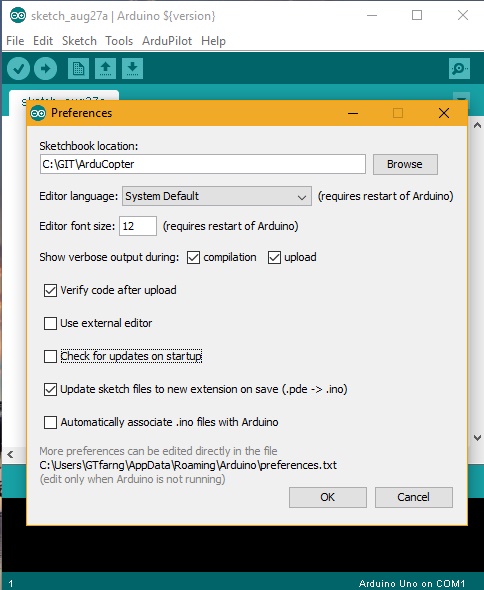 sketch_aug27a | Arduino ${version}
File Edit Sketch Tools ArduPilot Help
sketch_aug27a
Preferences
Sketchbook location:
C:\GIT\ArduCopter Browse
Editor language: System Default (requires restart of Arduino)
Editor font size: 12 (requires restart of Arduino)
Show verbose output during: compilation upload
Verify code after upload
Use external editor
Check for updates on startup
Update sketch files to new extension on save (.pde -> .ino)
Automatically associate .ino files with Arduino
More preferences can be edited directly in the file
C:\Users\GTfarng\AppData\Roaming\Arduino\preferences.txt
(edit only when Arduino is not running)
OK Cancel
1 Arduino Uno on COM1